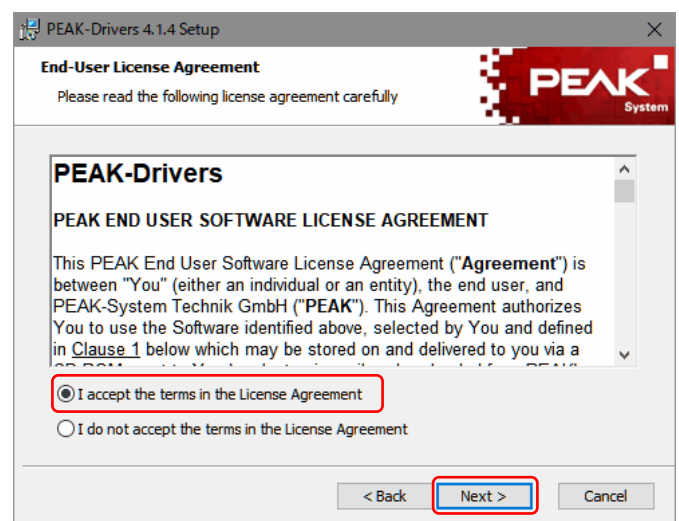 PEAK-Drivers 4.1.4 Setup
End-User License Agreement
Please read the following license agreement carefully
PEAK
System
PEAK-Drivers
PEAK END USER SOFTWARE LICENSE AGREEMENT
This PEAK End User Software License Agreement ("Agreement") is
between "You" (either an individual or an entity), the end user, and
PEAK-System Technik GmbH ("PEAK"). This Agreement authorizes
You to use the Software identified above, selected by You and defined
in Clause 1 below which may be stored on and delivered to you via a
I accept the terms in the License Agreement
I do not accept the terms in the License Agreement
< Back
Next >
Cancel